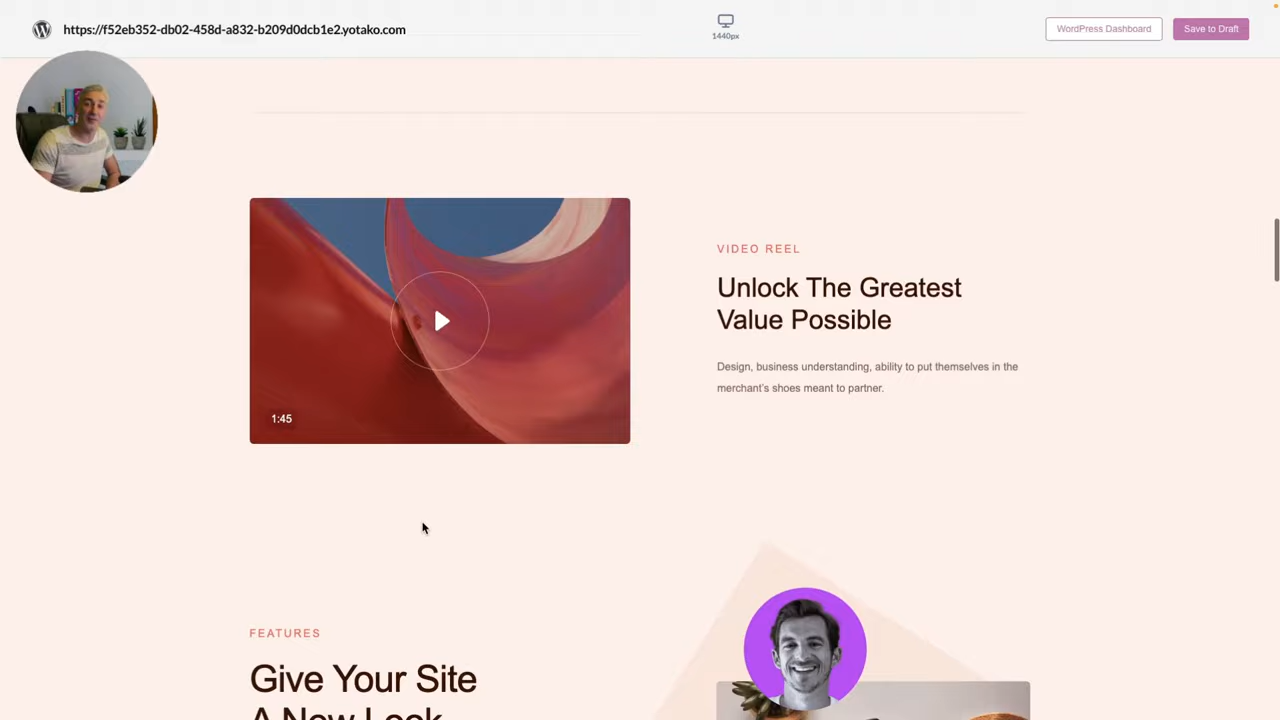 https://f52eb352-db02-458d-a832-b209d0dcb1e2.yotako.com
1440px
WordPress Dashboard
Save to Draft
VIDEO REEL
Unlock The Greatest
Value Possible
Design, business understanding, ability to put themselves in the
merchant's shoes meant to partner.
1:45
FEATURES
Give Your Site
A New Look